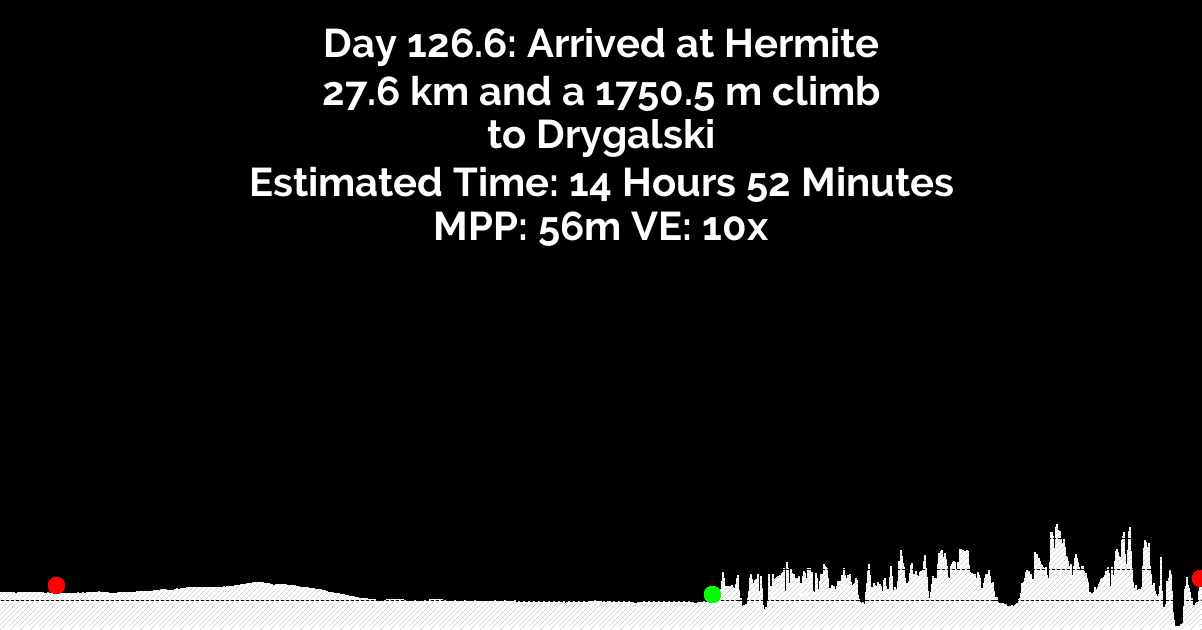 Day 126.6: Arrived at Hermite
27.6 km and a 1750.5 m climb
to Drygalski
Estimated Time: 14 Hours 52 Minutes
MPP: 56m VE: 10x